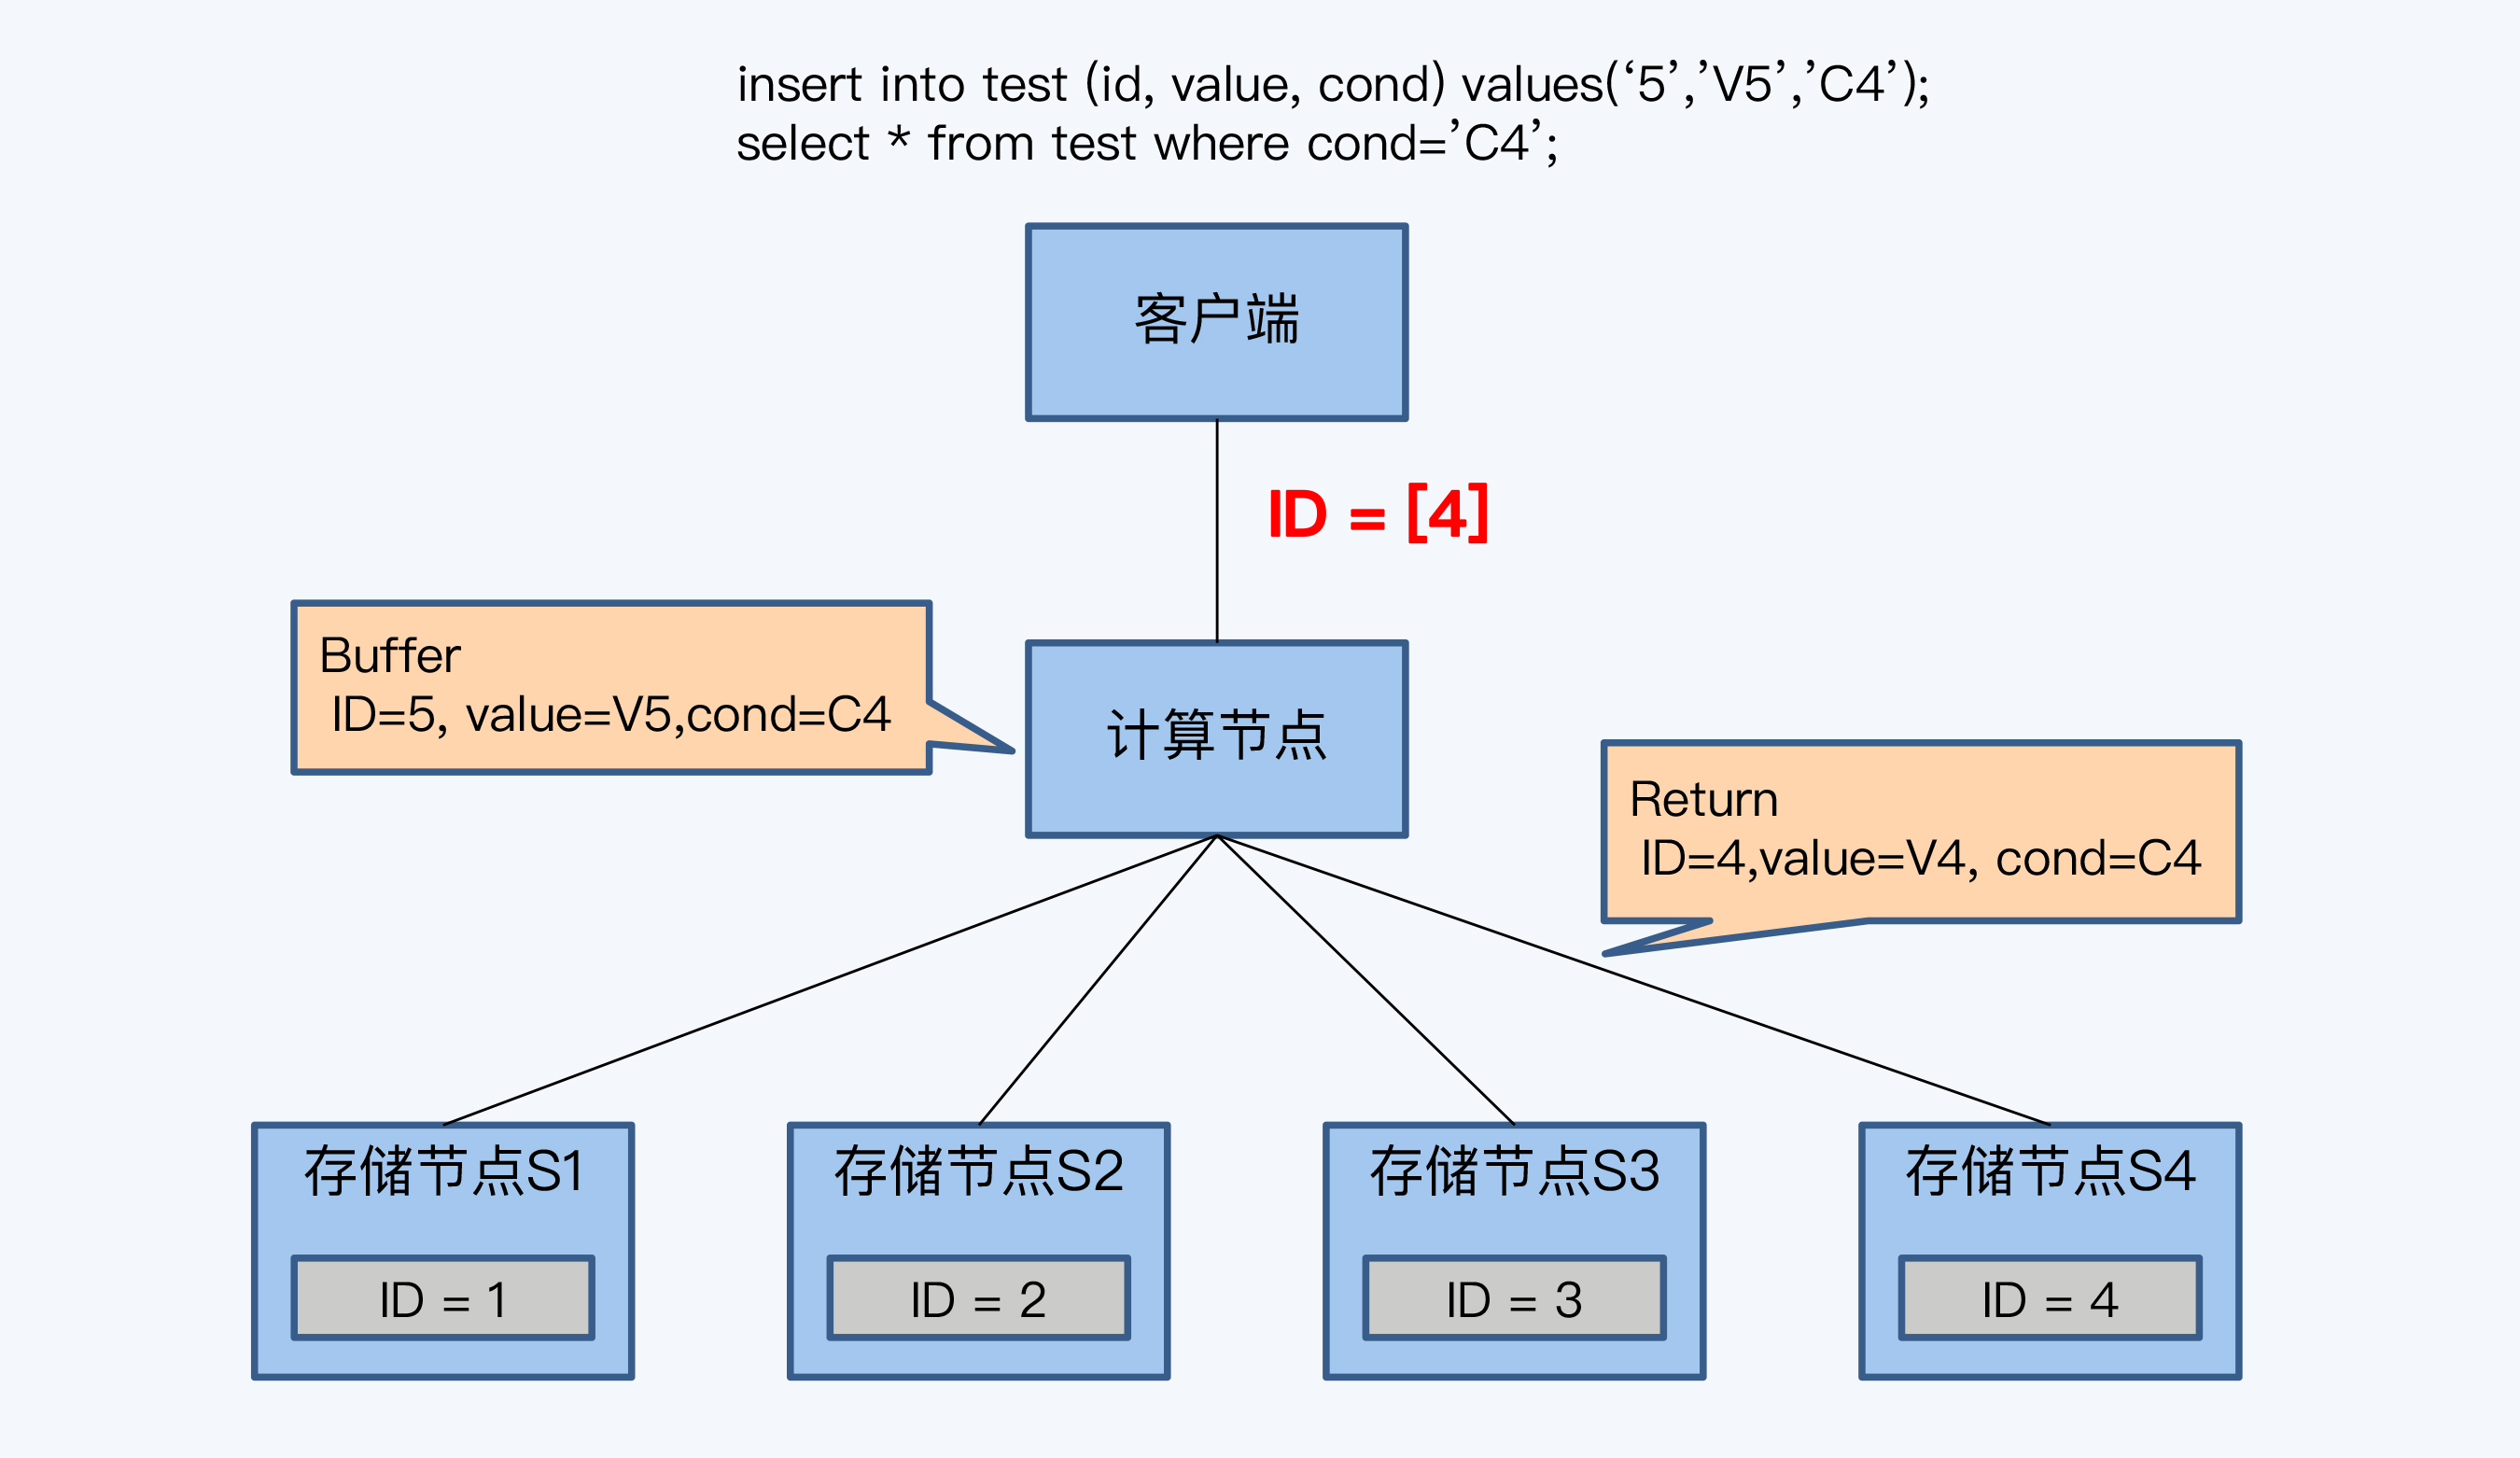 insert into test (id, value, cond) values(‘5’,’V5’,’C4’);
select * from test where cond=’C4’;
客户端
ID = [4]
Buffer
ID=5, value=V5,cond=C4
计算节点
Return
ID=4,value=V4, cond=C4
存储节点S1
存储节点S2
存储节点S3
存储节点S4
ID = 1
ID = 2
ID = 3
ID = 4